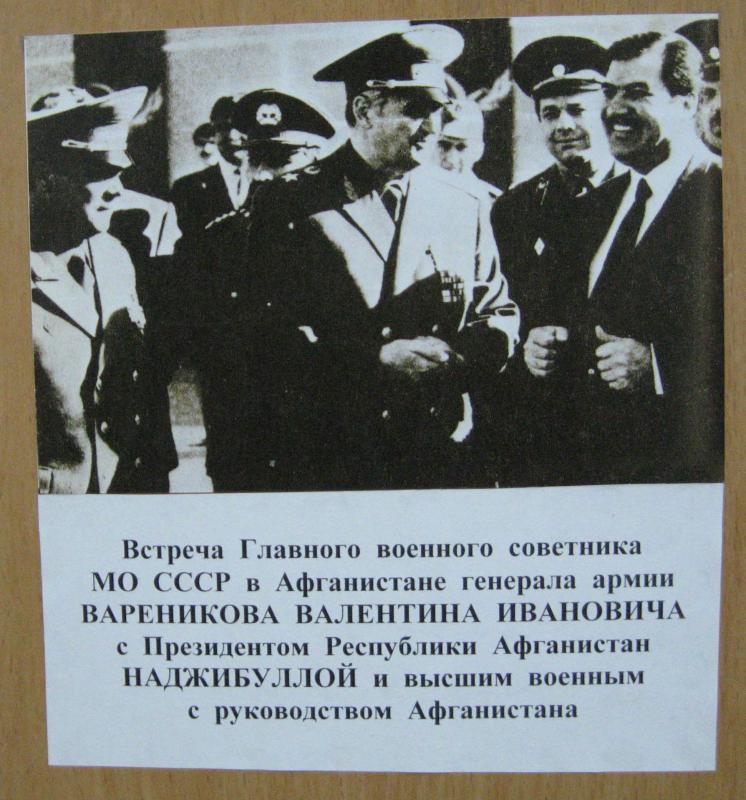 Встреча Главного военного советника
МО СССР в Афганистане генерала армии
ВАРЕНИКОВА ВАЛЕНТИНА ИВАНОВИЧА
с Президентом Республики Афганистан
НАДЖИБУЛЛОЙ и высшим военным
с руководством Афганистана